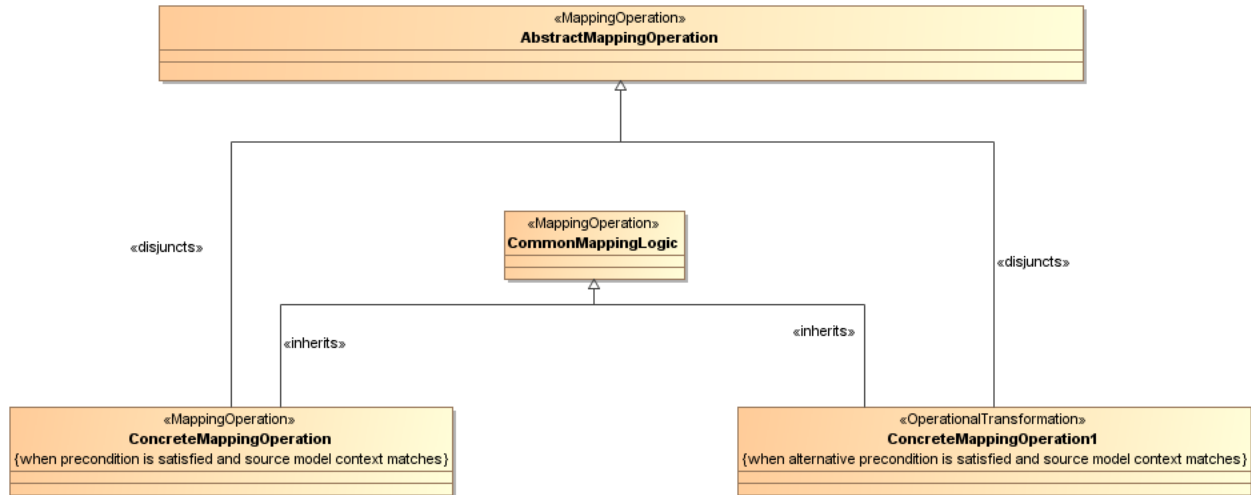 «MappingOperation»
AbstractMappingOperation
«MappingOperation»
CommonMappingLogic
«disjuncts»
«disjuncts»
«inherits»
«inherits»
«MappingOperation»
ConcreteMappingOperation
{when precondition is satisfied and source model context matches}
«OperationalTransformation»
ConcreteMappingOperation1
{when alternative precondition is satisfied and source model context matches}